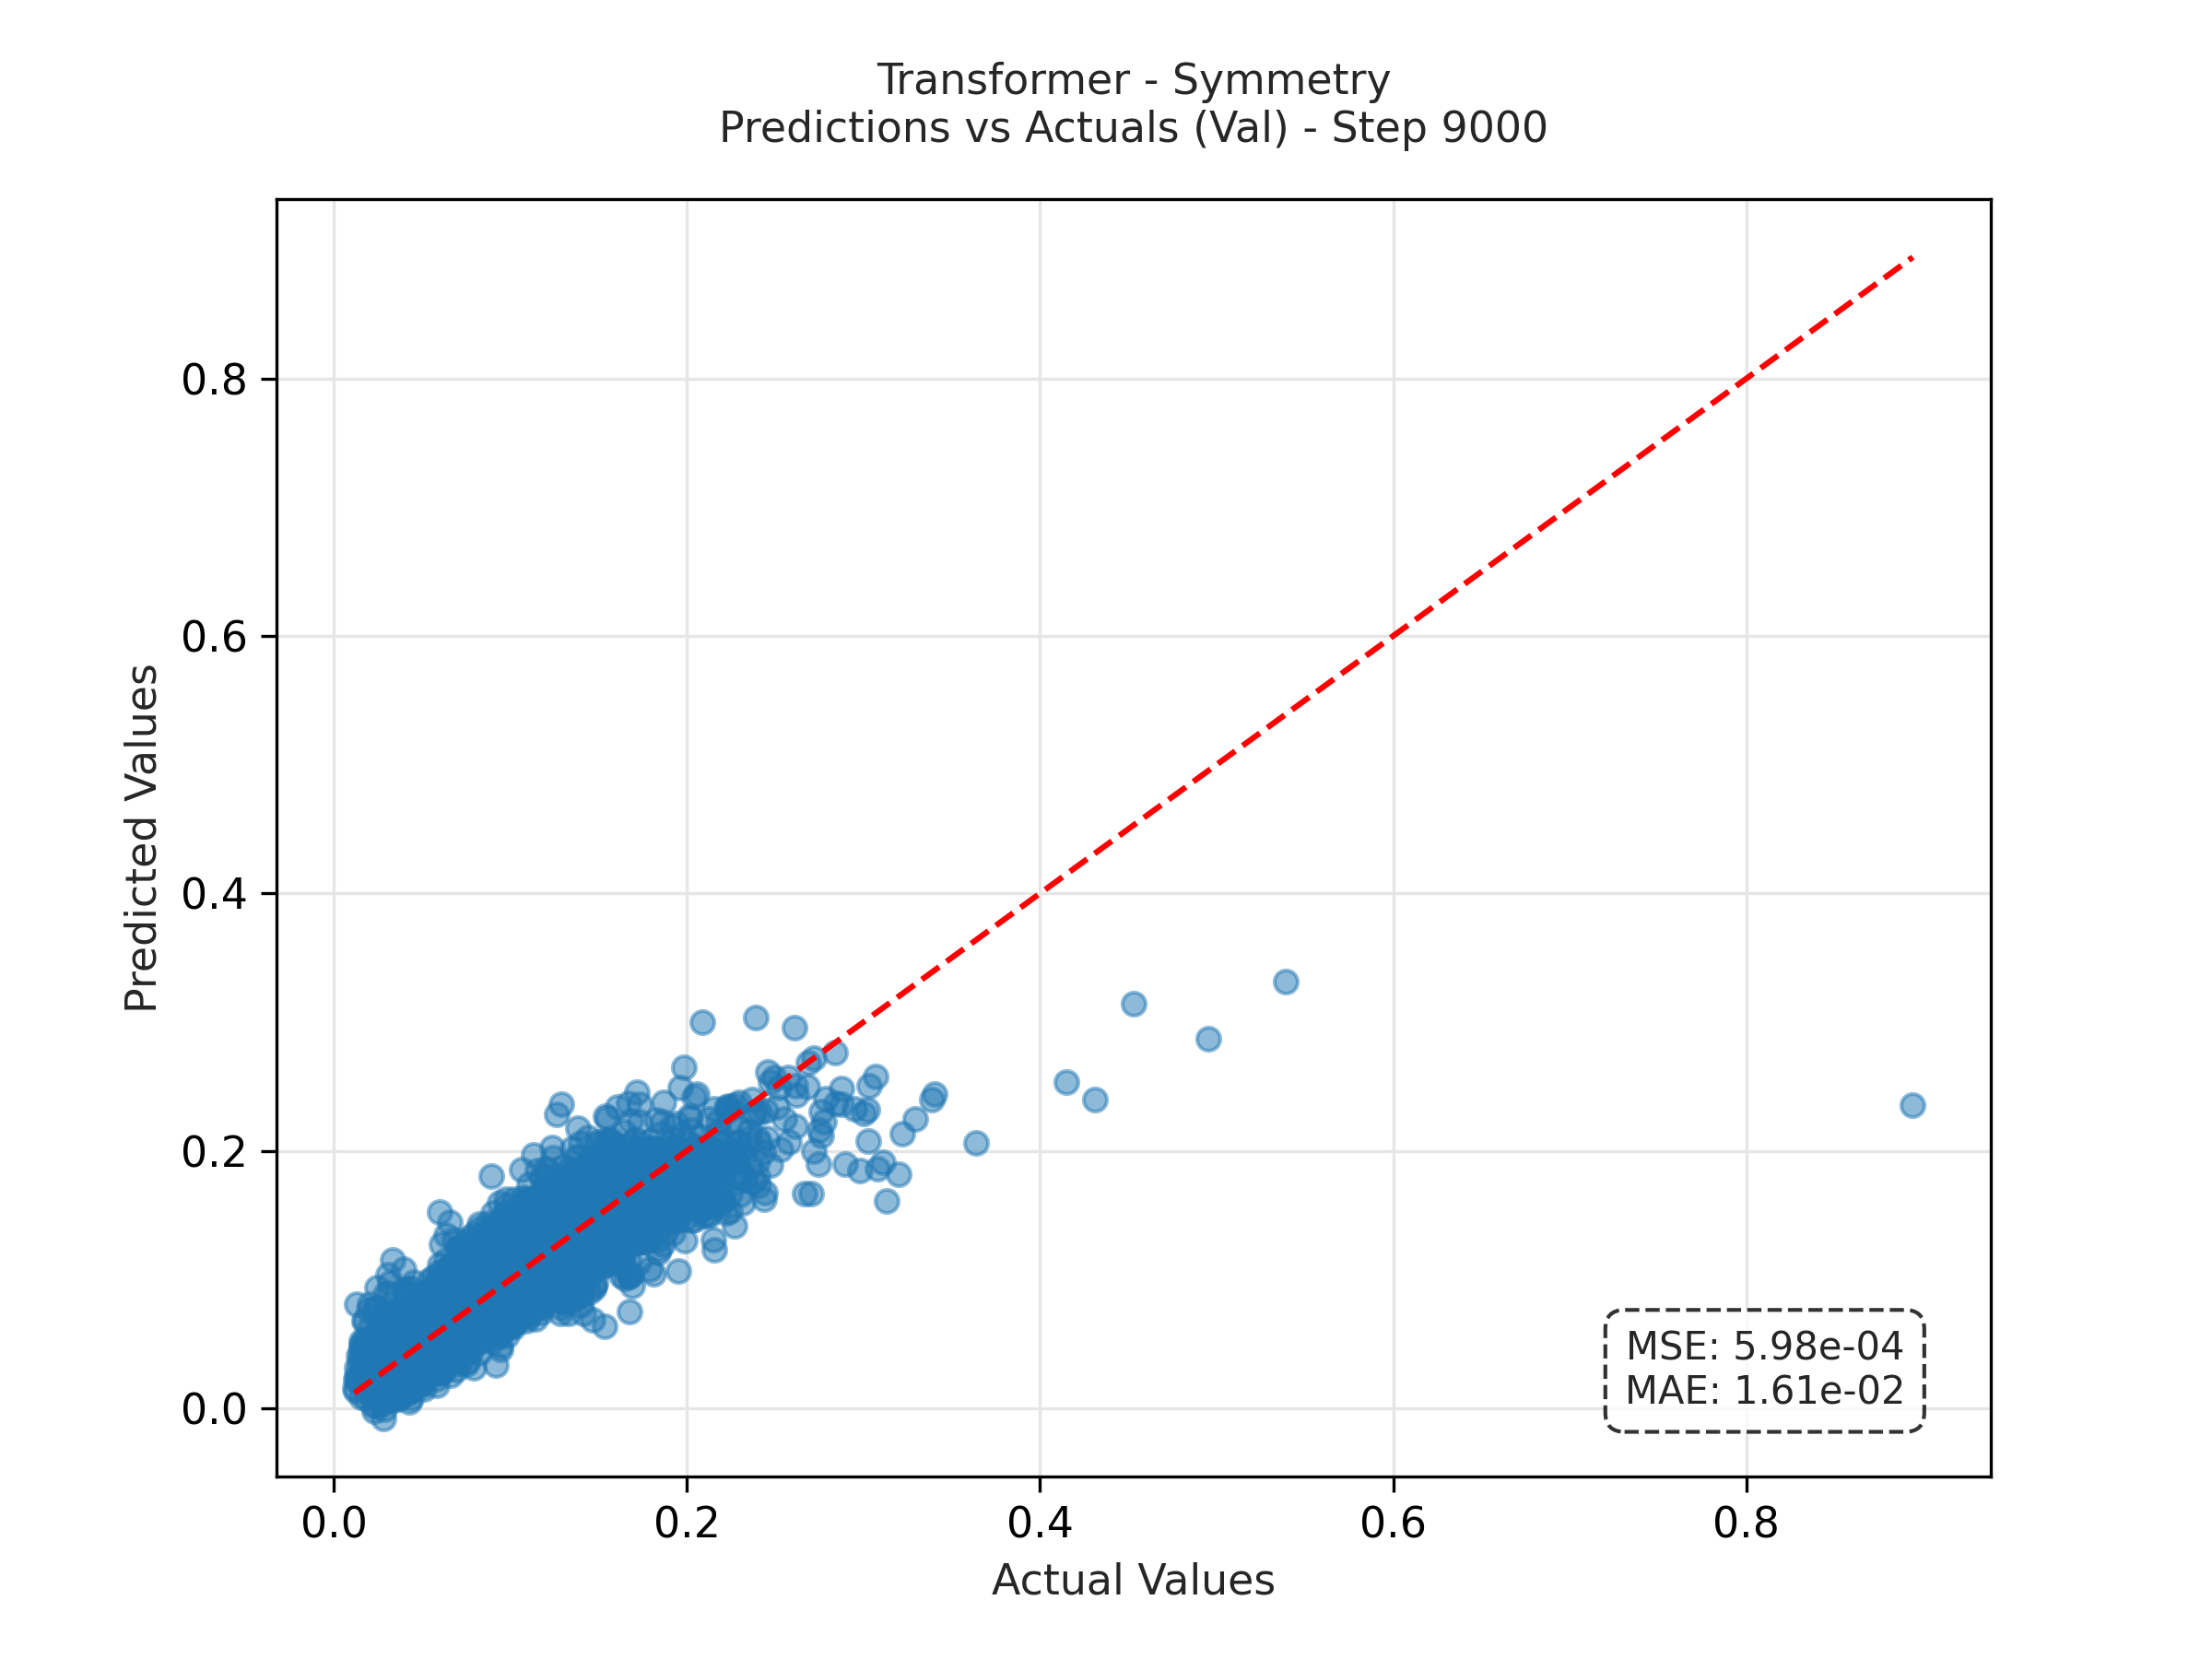 Transformer - Symmetry
Predictions vs Actuals (Val) - Step 9000
Predicted Values
0.8
0.6
0.4
0.2
0.0
MSE: 5.98e-04
MAE: 1.61e-02
0.0 0.2 0.4 0.6 0.8
Actual Values